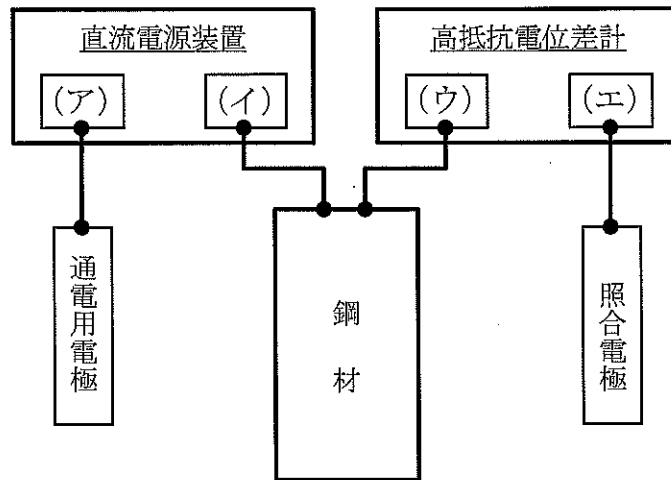 直流電源装置
高抵抗電位差計
(ア)
(イ)
(ウ)
(エ)
通電用電極
鋼材
照合電極